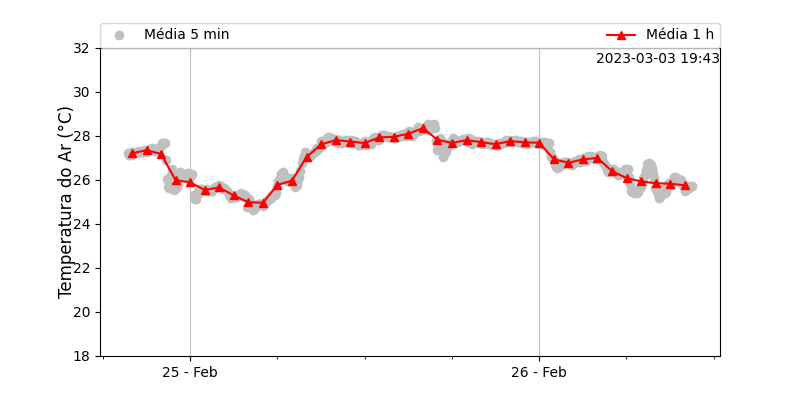 Média 5 min
Média 1 h
2023-03-03 19:43
Temperatura do Ar (°C)
32
30
28
26
24
22
20
18
25 - Feb
26 - Feb